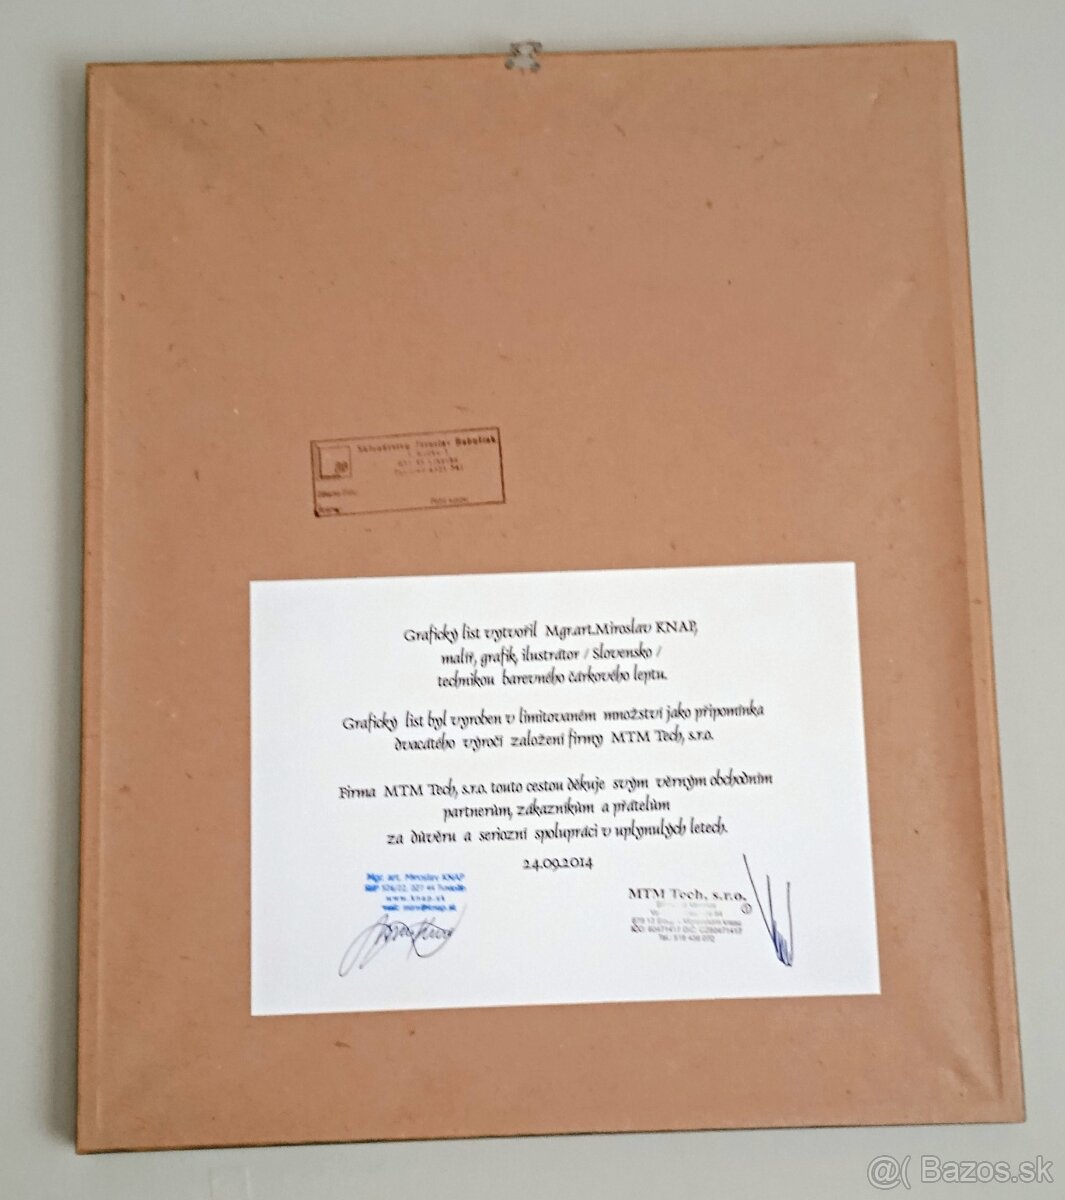 Jaroslav Babušiak
Grafický list vytvořil Mgr.art.Miroslav KNAP,
malíř, grafik, ilustrátor / Slovensko /
technikou barevného čárkového leptu.
Grafický list byl vyroben v limitovaném množství jako připomínka
dvacátého výročí založení firmy MTM Tech, s.r.o.
Firma MTM Tech, s.r.o. touto cestou děkuje svým věrným obchodním
partnerům, zákazníkům a přátelům
za důvěru a seriozní spolupráci v uplynulých letech.
24.09.2014
Mgr. art. Miroslav KNAP
www.knap.sk
MTM Tech, s.r.o.
@( Bazos.sk